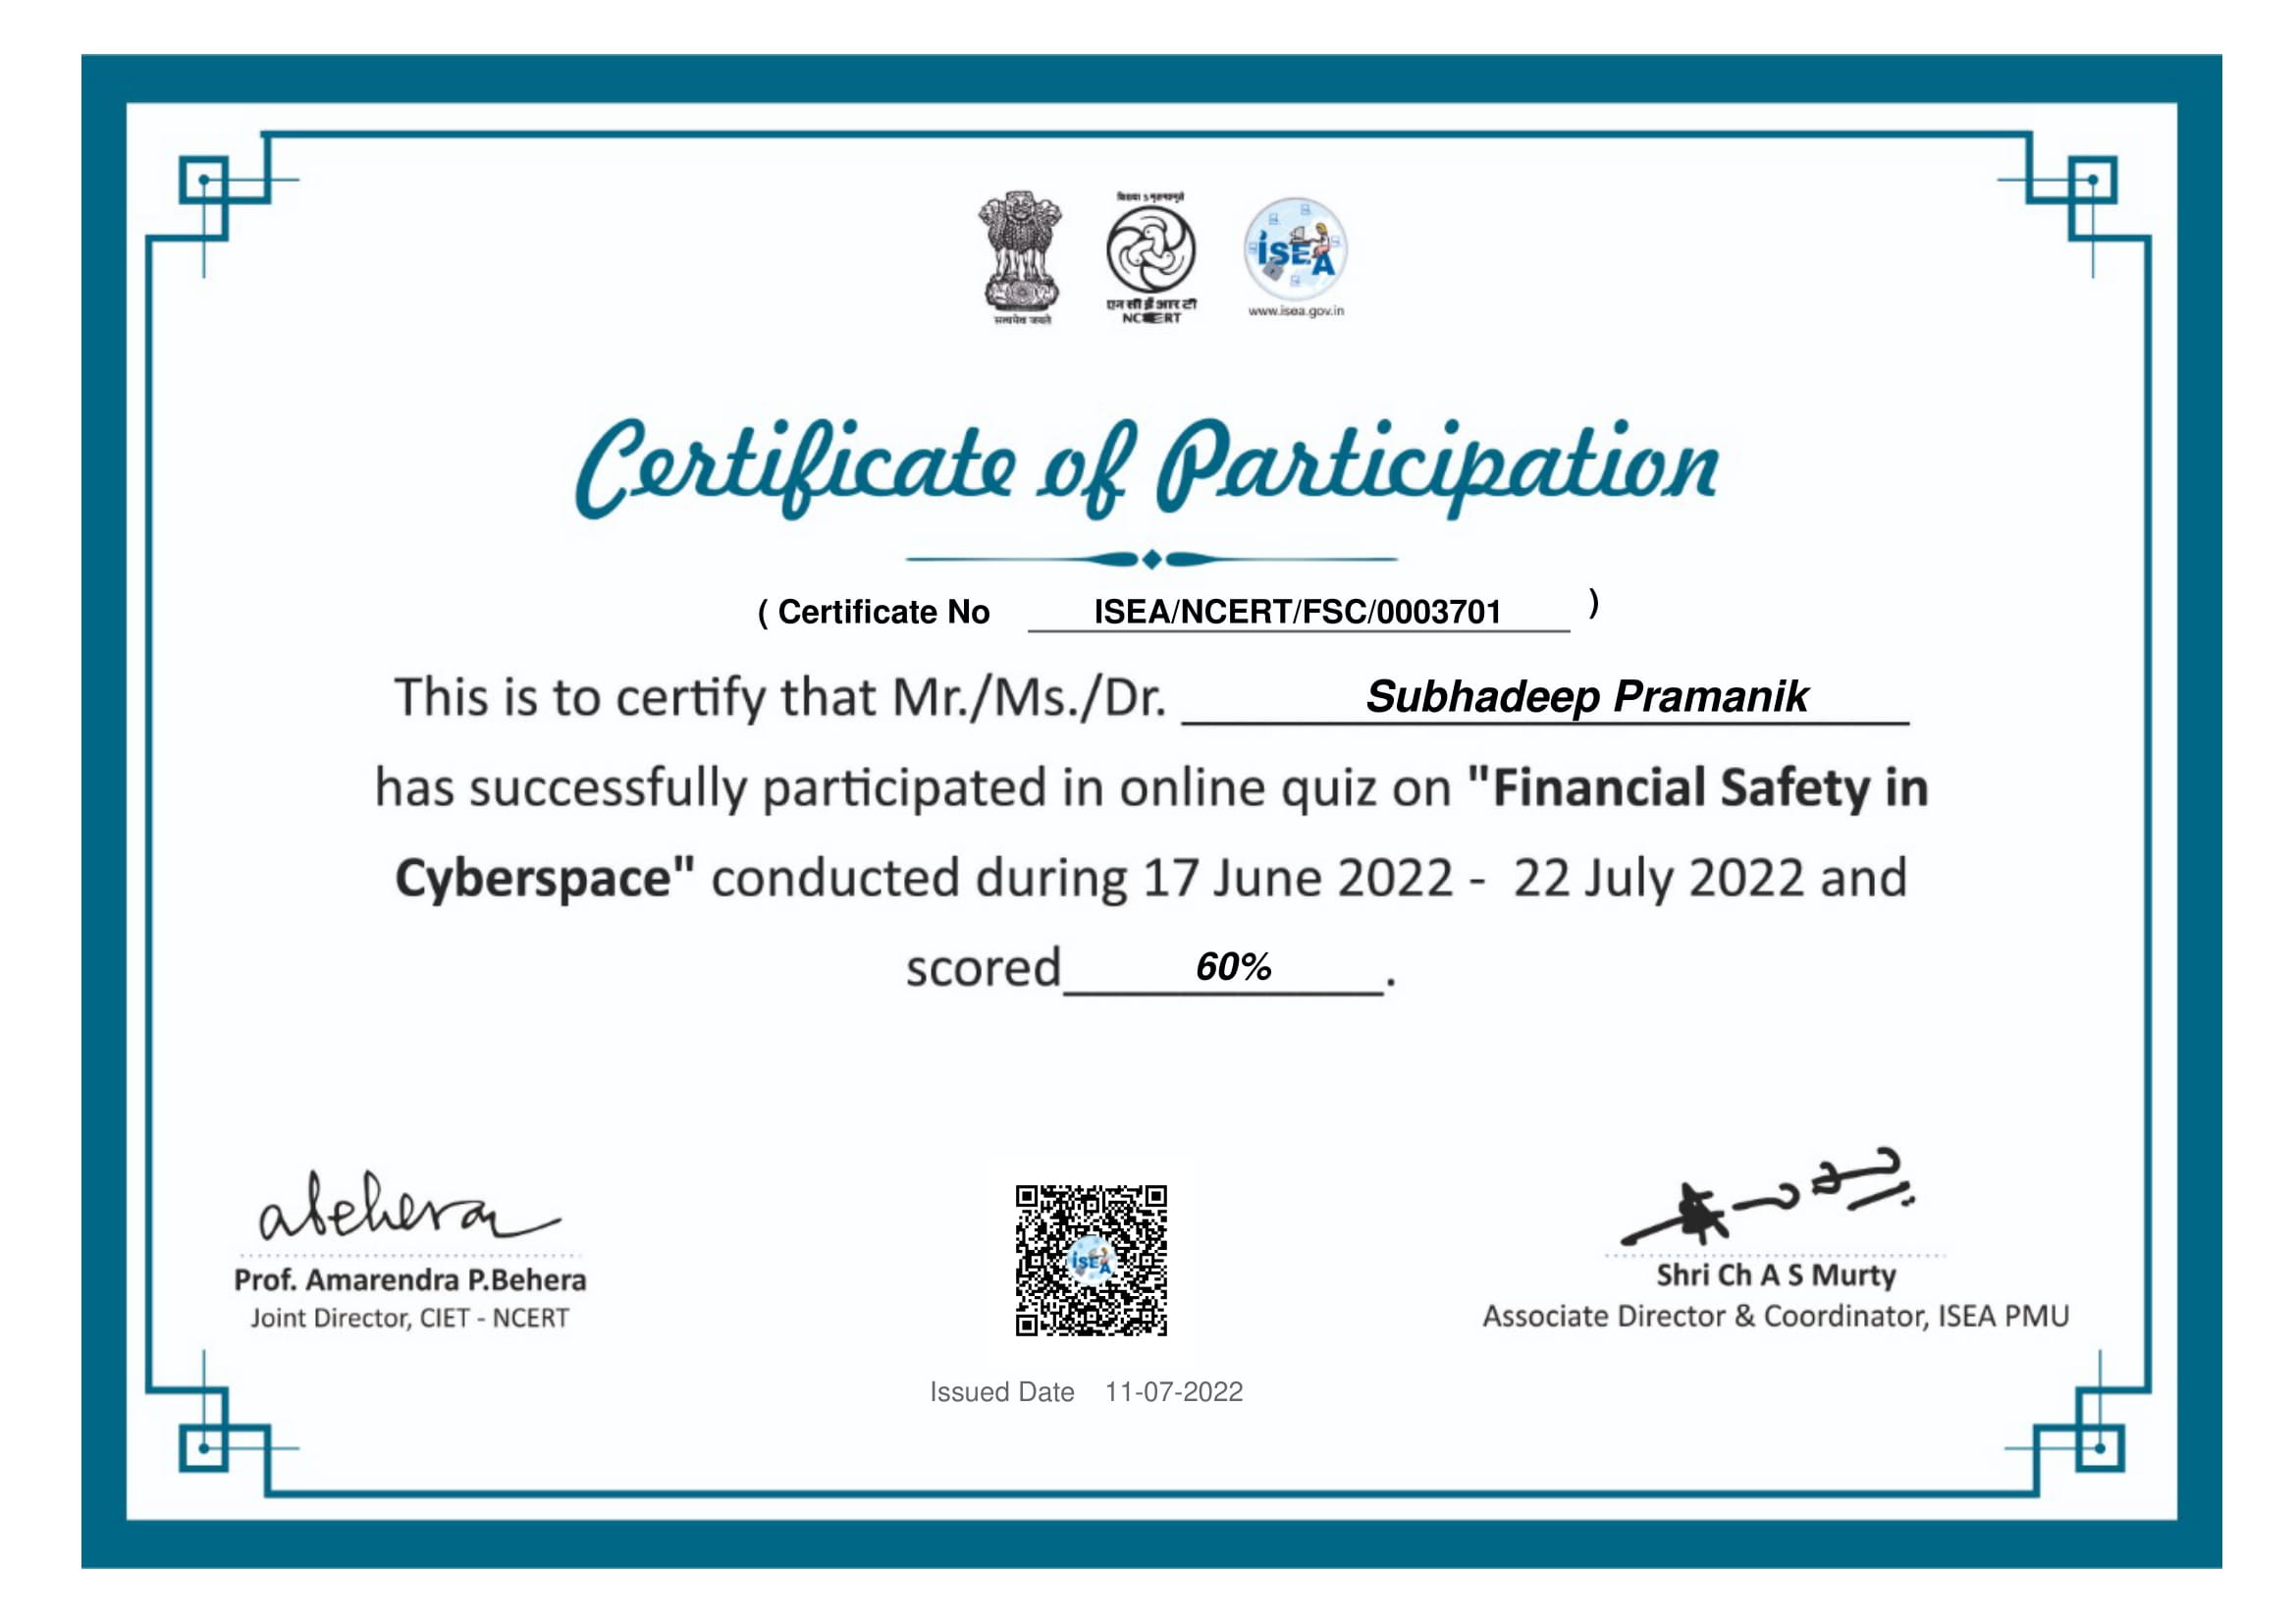 सत्यमेव जयते
एन सी ई आर टी
NCERT
ISEA
www.isea.gov.in
Certificate of Participation
( Certificate No ISEA/NCERT/FSC/0003701 )
This is to certify that Mr./Ms./Dr. Subhadeep Pramanik
has successfully participated in online quiz on "Financial Safety in
Cyberspace" conducted during 17 June 2022 - 22 July 2022 and
scored 60% .
abehera
Prof. Amarendra P.Behera
Joint Director, CIET - NCERT
ISEA
Shri Ch A S Murty
Associate Director & Coordinator, ISEA PMU
Issued Date 11-07-2022